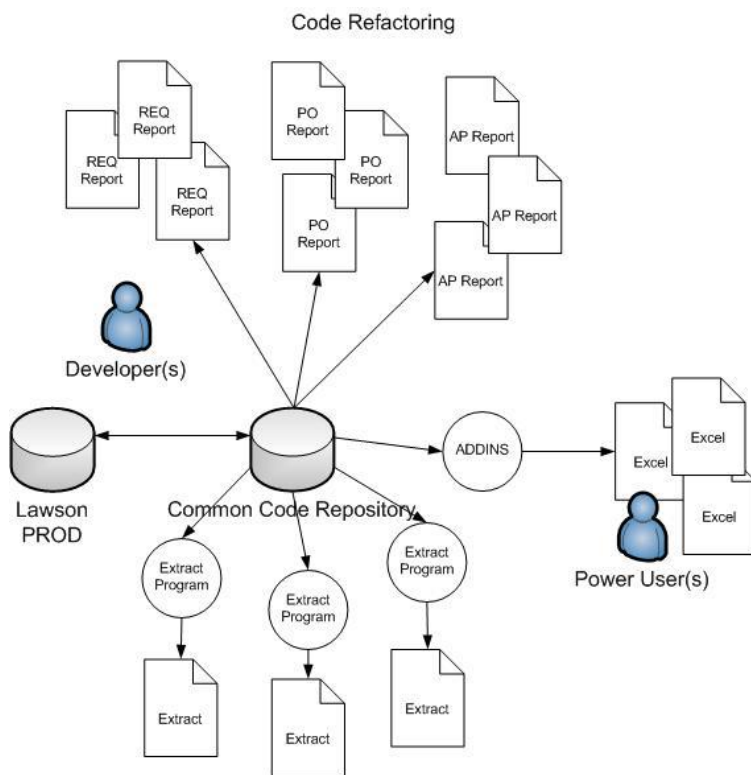 Code Refactoring
REQ
Report
REQ
Report
REQ
Report
PO
Report
PO
Report
PO
Report
AP Report
AP Report
AP Report
Developer(s)
Lawson
PROD
Common Code Repository
ADDINS
Excel
Excel
Excel
Power User(s)
Extract
Program
Extract
Program
Extract
Program
Extract
Extract
Extract